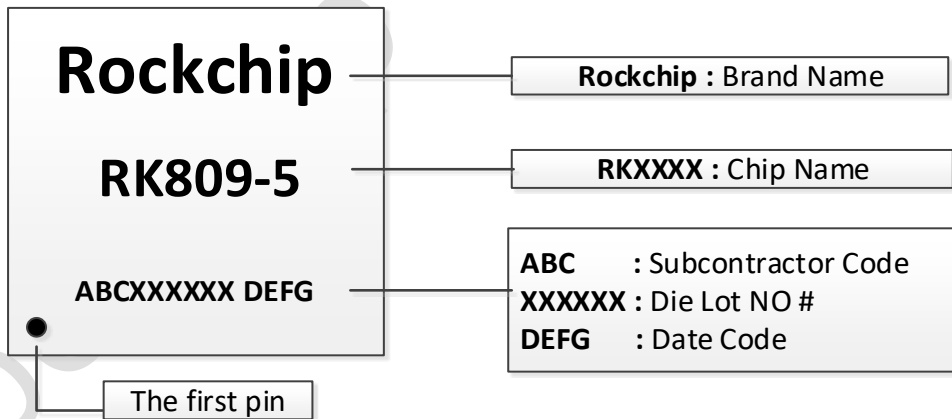 Rockchip
RK809-5
ABCXXXXXX DEFG
Rockchip : Brand Name
RKXXXX : Chip Name
ABC : Subcontractor Code
XXXXXX : Die Lot NO #
DEFG : Date Code
The first pin